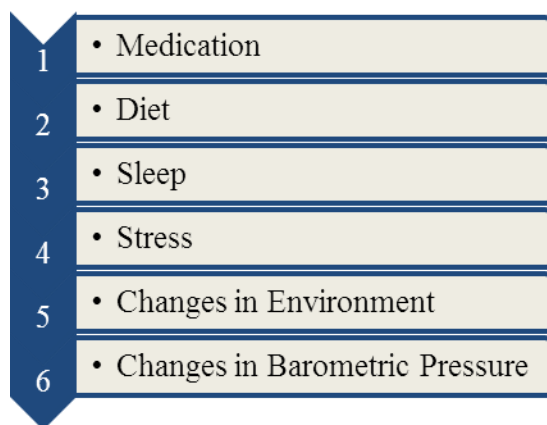 1 • Medication
2 • Diet
3 • Sleep
4 • Stress
5 • Changes in Environment
6 • Changes in Barometric Pressure